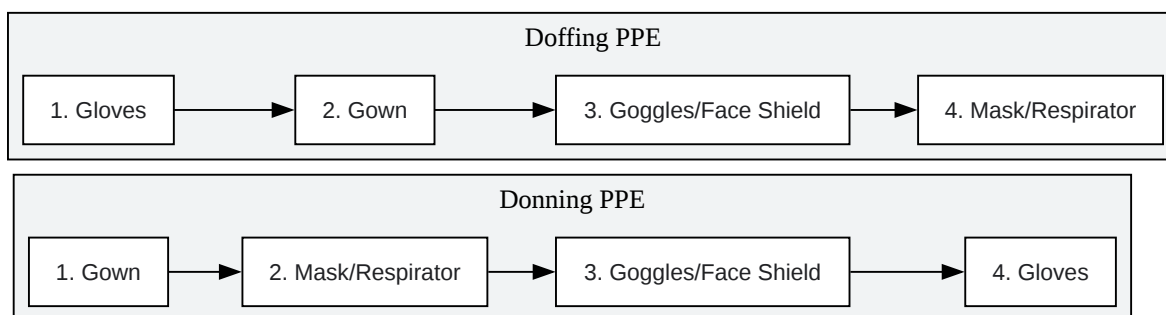 Doffing PPE
1. Gloves
2. Gown
3. Goggles/Face Shield
4. Mask/Respirator
Donning PPE
1. Gown
2. Mask/Respirator
3. Goggles/Face Shield
4. Gloves